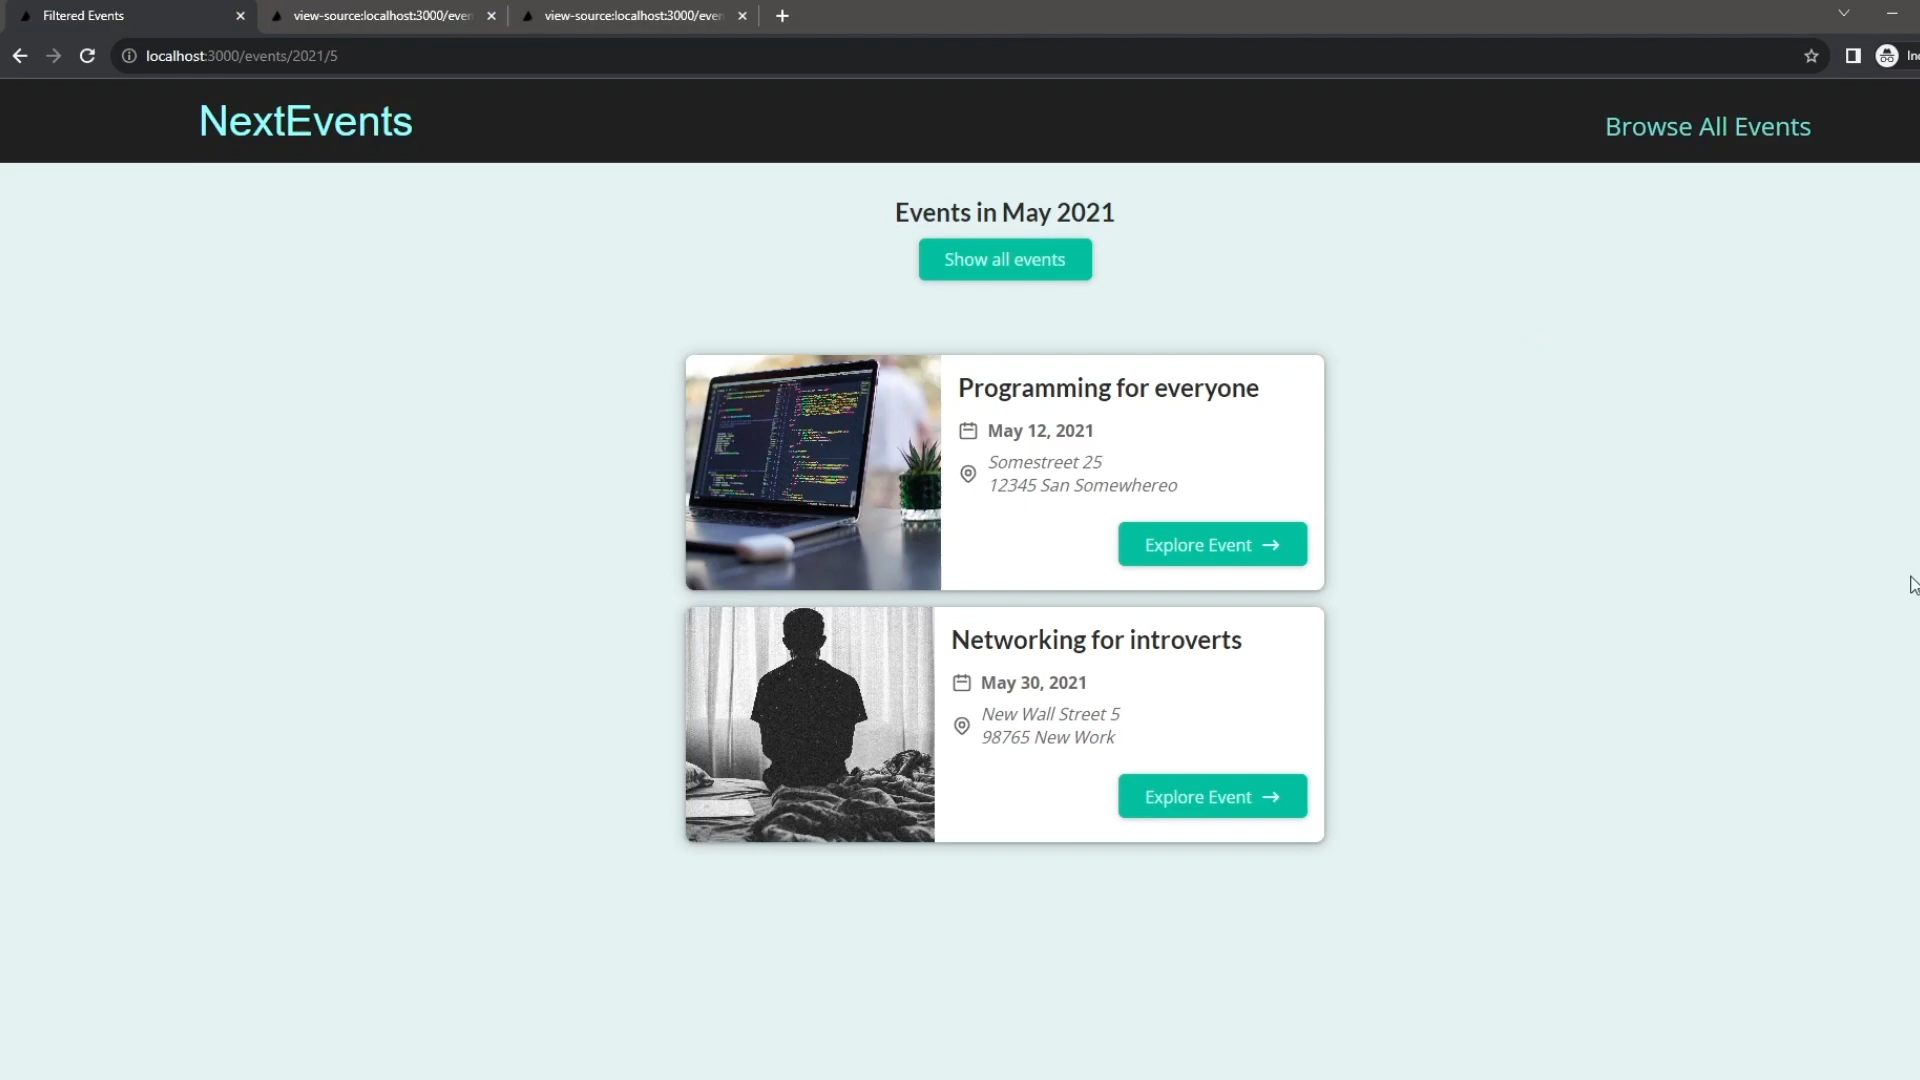 Filtered Events
view-source:localhost:3000/even
view-source:localhost:3000/even
localhost:3000/events/2021/5
NextEvents
Browse All Events
Events in May 2021
Show all events
Programming for everyone
May 12, 2021
Somestreet 25
12345 San Somewhereo
Explore Event →
Networking for introverts
May 30, 2021
New Wall Street 5
98765 New Work
Explore Event →